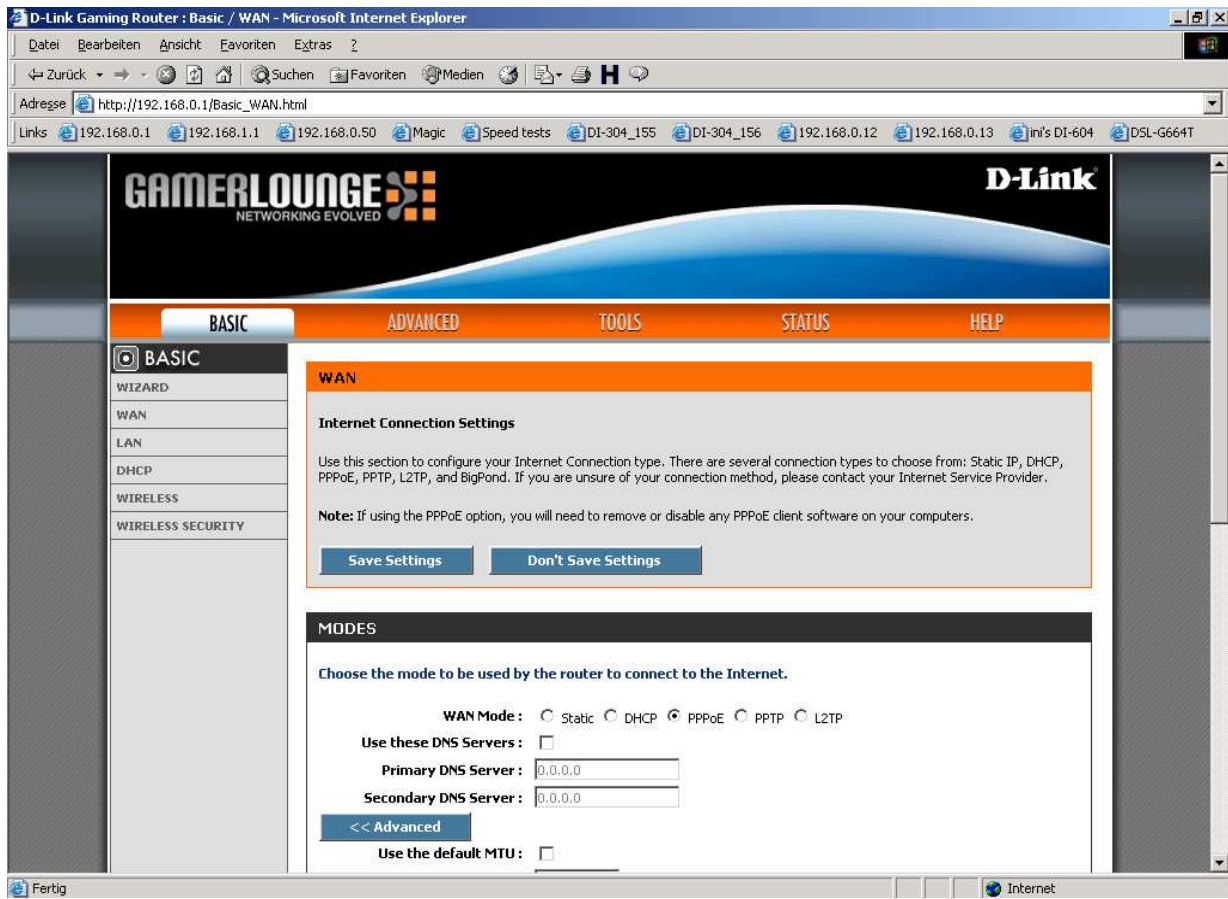 D-Link Gaming Router : Basic / WAN - Microsoft Internet Explorer
Datei Bearbeiten Ansicht Favoriten Extras ?
Zurück Suchen Favoriten Medien H
Adresse http://192.168.0.1/Basic_WAN.html
Links 192.168.0.1 192.168.1.1 192.168.0.50 Magic Speed tests DI-304_155 DI-304_156 192.168.0.12 192.168.0.13 ini's DI-604 DSL-G664T
GAMERLOUNGE
NETWORKING EVOLVED
D-Link
BASIC ADVANCED TOOLS STATUS HELP
BASIC
WIZARD
WAN
LAN
DHCP
WIRELESS
WIRELESS SECURITY
WAN
Internet Connection Settings
Use this section to configure your Internet Connection type. There are several connection types to choose from: Static IP, DHCP,
PPPoE, PPTP, L2TP, and BigPond. If you are unsure of your connection method, please contact your Internet Service Provider.
Note: If using the PPPoE option, you will need to remove or disable any PPPoE client software on your computers.
Save Settings Don't Save Settings
MODES
Choose the mode to be used by the router to connect to the Internet.
WAN Mode : Static DHCP PPPoE PPTP L2TP
Use these DNS Servers :
Primary DNS Server : 0.0.0.0
Secondary DNS Server : 0.0.0.0
<< Advanced
Use the default MTU :
Fertig Internet